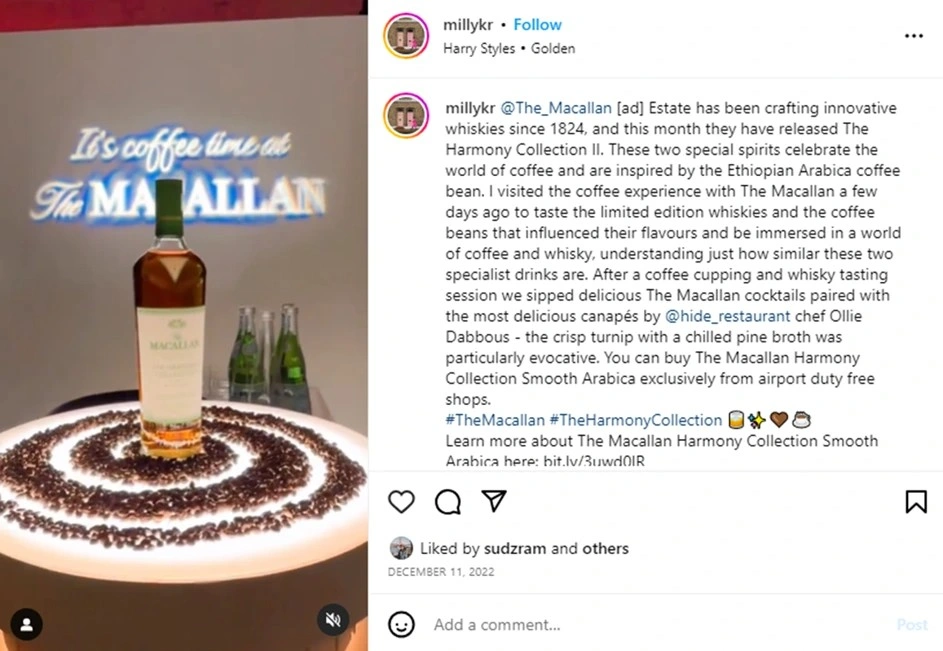 It's coffee time at
The MACALLAN
The
MACALLAN
millykr • Follow
Harry Styles • Golden
millykr @The_Macallan [ad] Estate has been crafting innovative
whiskies since 1824, and this month they have released The
Harmony Collection II. These two special spirits celebrate the
world of coffee and are inspired by the Ethiopian Arabica coffee
bean. I visited the coffee experience with The Macallan a few
days ago to taste the limited edition whiskies and the coffee
beans that influenced their flavours and be immersed in a world
of coffee and whisky, understanding just how similar these two
specialist drinks are. After a coffee cupping and whisky tasting
session we sipped delicious The Macallan cocktails paired with
the most delicious canapés by @hide_restaurant chef Ollie
Dabbous - the crisp turnip with a chilled pine broth was
particularly evocative. You can buy The Macallan Harmony
Collection Smooth Arabica exclusively from airport duty free
shops.
#TheMacallan #TheHarmonyCollection 🥃✨🤎☕
Learn more about The Macallan Harmony Collection Smooth
Arabica here: bit.ly/3uwd0IR
Liked by sudzram and others
DECEMBER 11, 2022
Add a comment...
Post